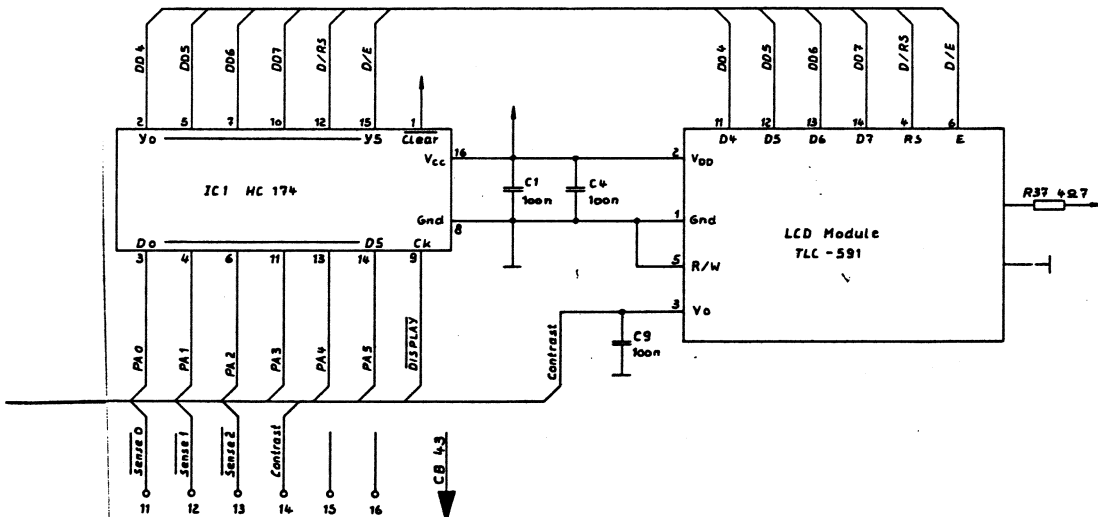 DD4 DD5 DD6 DD7 D/RS D/E
DD4 DD5 DD6 DD7 D/RS D/E
2 5 7 10 12 15 1
Y0 Y5 Clear
16
Vcc
IC1 HC 174
Gnd
8
D0 D5 Ck
3 4 6 11 13 14 9
C1
100n
C4
100n
11 12 13 14 4 6
D4 D5 D6 D7 RS E
2 VDD
1 Gnd
5 R/W
3 Vo
LCD Module
TLC-591
R37 4Ω7
C9
100n
PA0 PA1 PA2 PA3 PA4 PA5 DISPLAY
Contrast
Sense 0 Sense 1 Sense 2 Contrast
CB 43
11 12 13 14 15 16